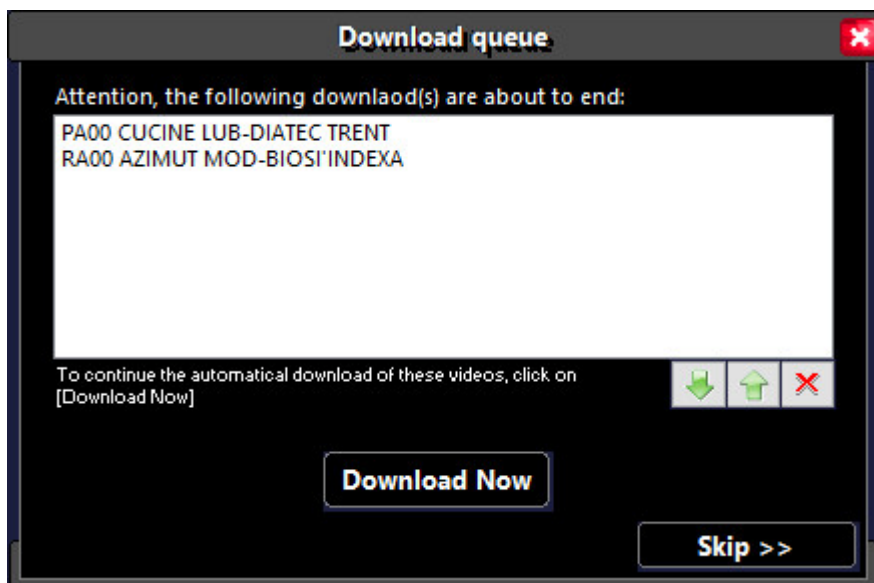 Download queue
Attention, the following downlaod(s) are about to end:
PA00 CUCINE LUB-DIATEC TRENT
RA00 AZIMUT MOD-BIOSI'INDEXA
To continue the automatical download of these videos, click on
[Download Now]
Download Now
Skip >>